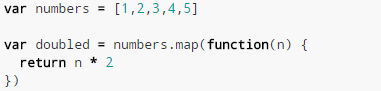 var numbers = [1,2,3,4,5]
var doubled = numbers.map(function(n) {
  return n * 2
})